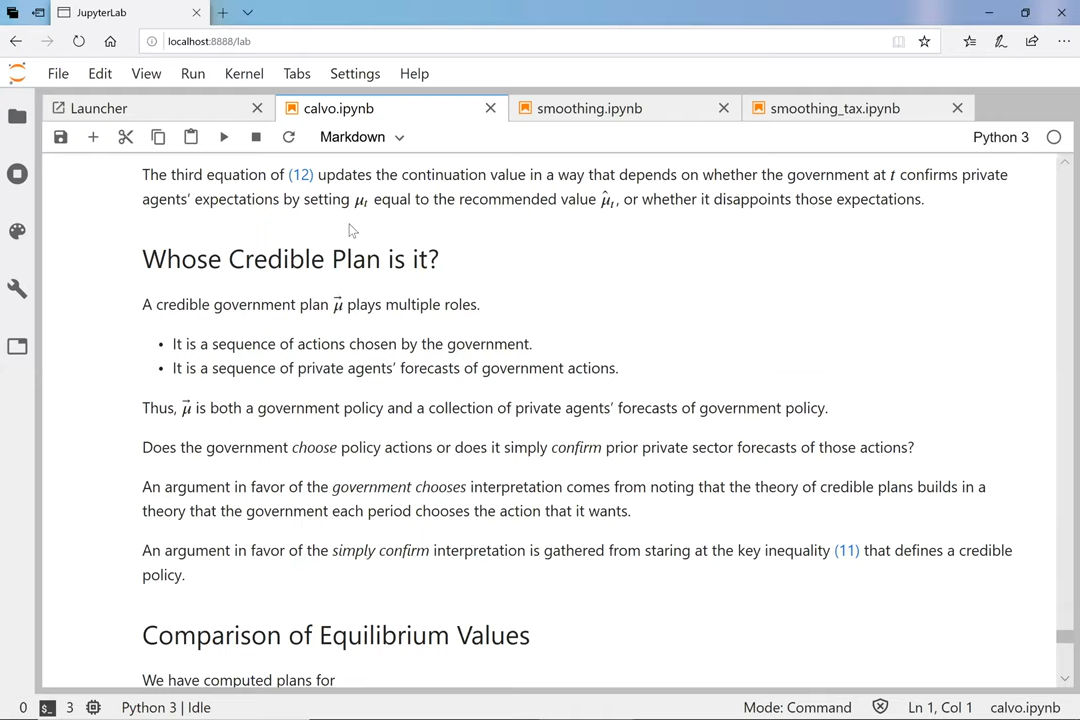 JupyterLab
localhost:8888/lab
File Edit View Run Kernel Tabs Settings Help
Launcher calvo.ipynb smoothing.ipynb smoothing_tax.ipynb
Markdown Python 3
The third equation of (12) updates the continuation value in a way that depends on whether the government at t confirms private
agents’ expectations by setting μₜ equal to the recommended value μ̂ₜ, or whether it disappoints those expectations.
Whose Credible Plan is it?
A credible government plan μ⃗ plays multiple roles.
• It is a sequence of actions chosen by the government.
• It is a sequence of private agents’ forecasts of government actions.
Thus, μ⃗ is both a government policy and a collection of private agents’ forecasts of government policy.
Does the government choose policy actions or does it simply confirm prior private sector forecasts of those actions?
An argument in favor of the government chooses interpretation comes from noting that the theory of credible plans builds in a
theory that the government each period chooses the action that it wants.
An argument in favor of the simply confirm interpretation is gathered from staring at the key inequality (11) that defines a credible
policy.
Comparison of Equilibrium Values
We have computed plans for
0 $_ 3 Python 3 | Idle Mode: Command Ln 1, Col 1 calvo.ipynb